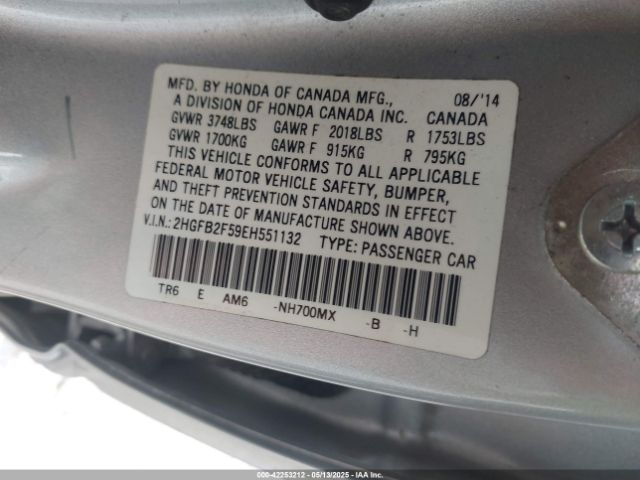 MFD. BY HONDA OF CANADA MFG., 08/'14
A DIVISION OF HONDA CANADA INC. CANADA
GVWR 3748LBS GAWR F 2018LBS R 1753LBS
GVWR 1700KG GAWR F 915KG R 795KG
THIS VEHICLE CONFORMS TO ALL APPLICABLE
FEDERAL MOTOR VEHICLE SAFETY, BUMPER,
AND THEFT PREVENTION STANDARDS IN EFFECT
ON THE DATE OF MANUFACTURE SHOWN ABOVE.
V.I.N.: 2HGFB2F59EH551132 TYPE: PASSENGER CAR
TR6 E AM6 -NH700MX -B -H
000-42253212 - 05/13/2025 - IAA Inc.